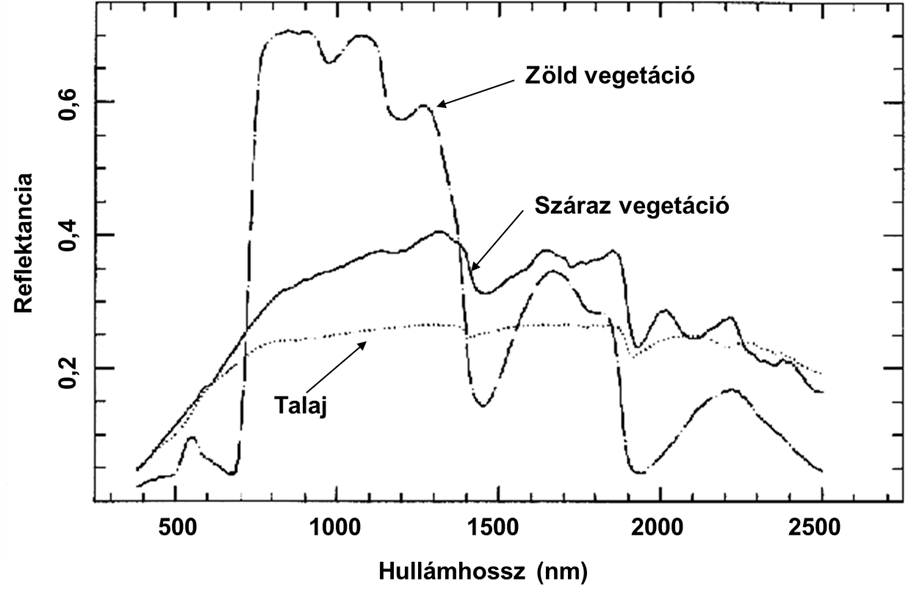 Zöld vegetáció
0,6
Száraz vegetáció
0,4
Reflektancia
0,2
Talaj
500 1000 1500 2000 2500
Hullámhossz (nm)